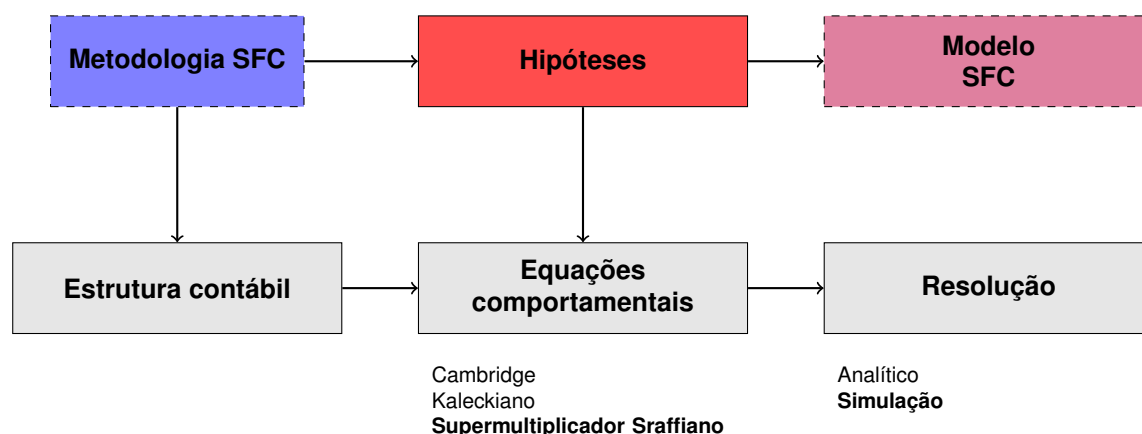 Metodologia SFC
Hipóteses
Modelo
SFC
Estrutura contábil
Equações
comportamentais
Resolução
Cambridge
Kaleckiano
Supermultiplicador Sraffiano
Analítico
Simulação